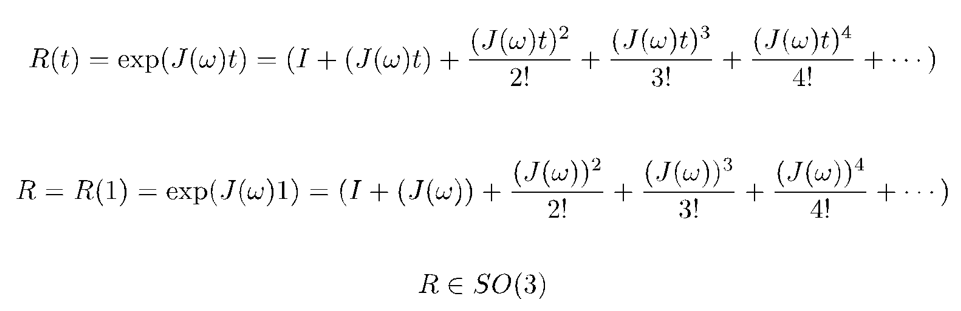 R(t) = exp(J(ω)t) = (I + (J(ω)t) + (J(ω)t)²/2! + (J(ω)t)³/3! + (J(ω)t)⁴/4! + ⋯)
R = R(1) = exp(J(ω)1) = (I + (J(ω)) + (J(ω))²/2! + (J(ω))³/3! + (J(ω))⁴/4! + ⋯)
R ∈ SO(3)